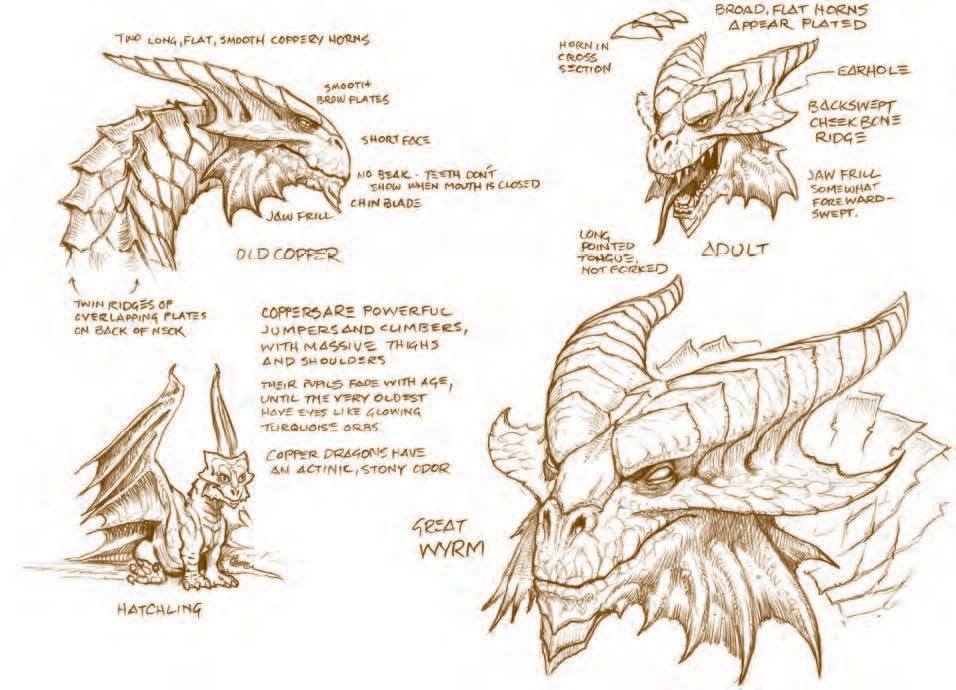 TWO LONG, FLAT, SMOOTH COPPERY HORNS
SMOOTH
BROW PLATES
SHORT FACE
NO BEAK - TEETH DON'T
SHOW WHEN MOUTH IS CLOSED
CHIN BLADE
JAW FRILL
OLD COPPER
TWIN RIDGES OF
OVERLAPPING PLATES
ON BACK OF NECK
BROAD, FLAT HORNS
APPEAR PLATED
HORN IN
CROSS
SECTION
EARHOLE
BACKSWEPT
CHEEK BONE
RIDGE
JAW FRILL
SOMEWHAT
FOREWARD-
SWEPT.
LONG
POINTED
TONGUE,
NOT FORKED
ADULT
COPPERS ARE POWERFUL
JUMPERS AND CLIMBERS,
WITH MASSIVE THIGHS
AND SHOULDERS
THEIR PUPILS FADE WITH AGE,
UNTIL THE VERY OLDEST
HAVE EYES LIKE GLOWING
TURQUOISE ORBS.
COPPER DRAGONS HAVE
AN ACTINIC, STONY ODOR
HATCHLING
GREAT
WYRM